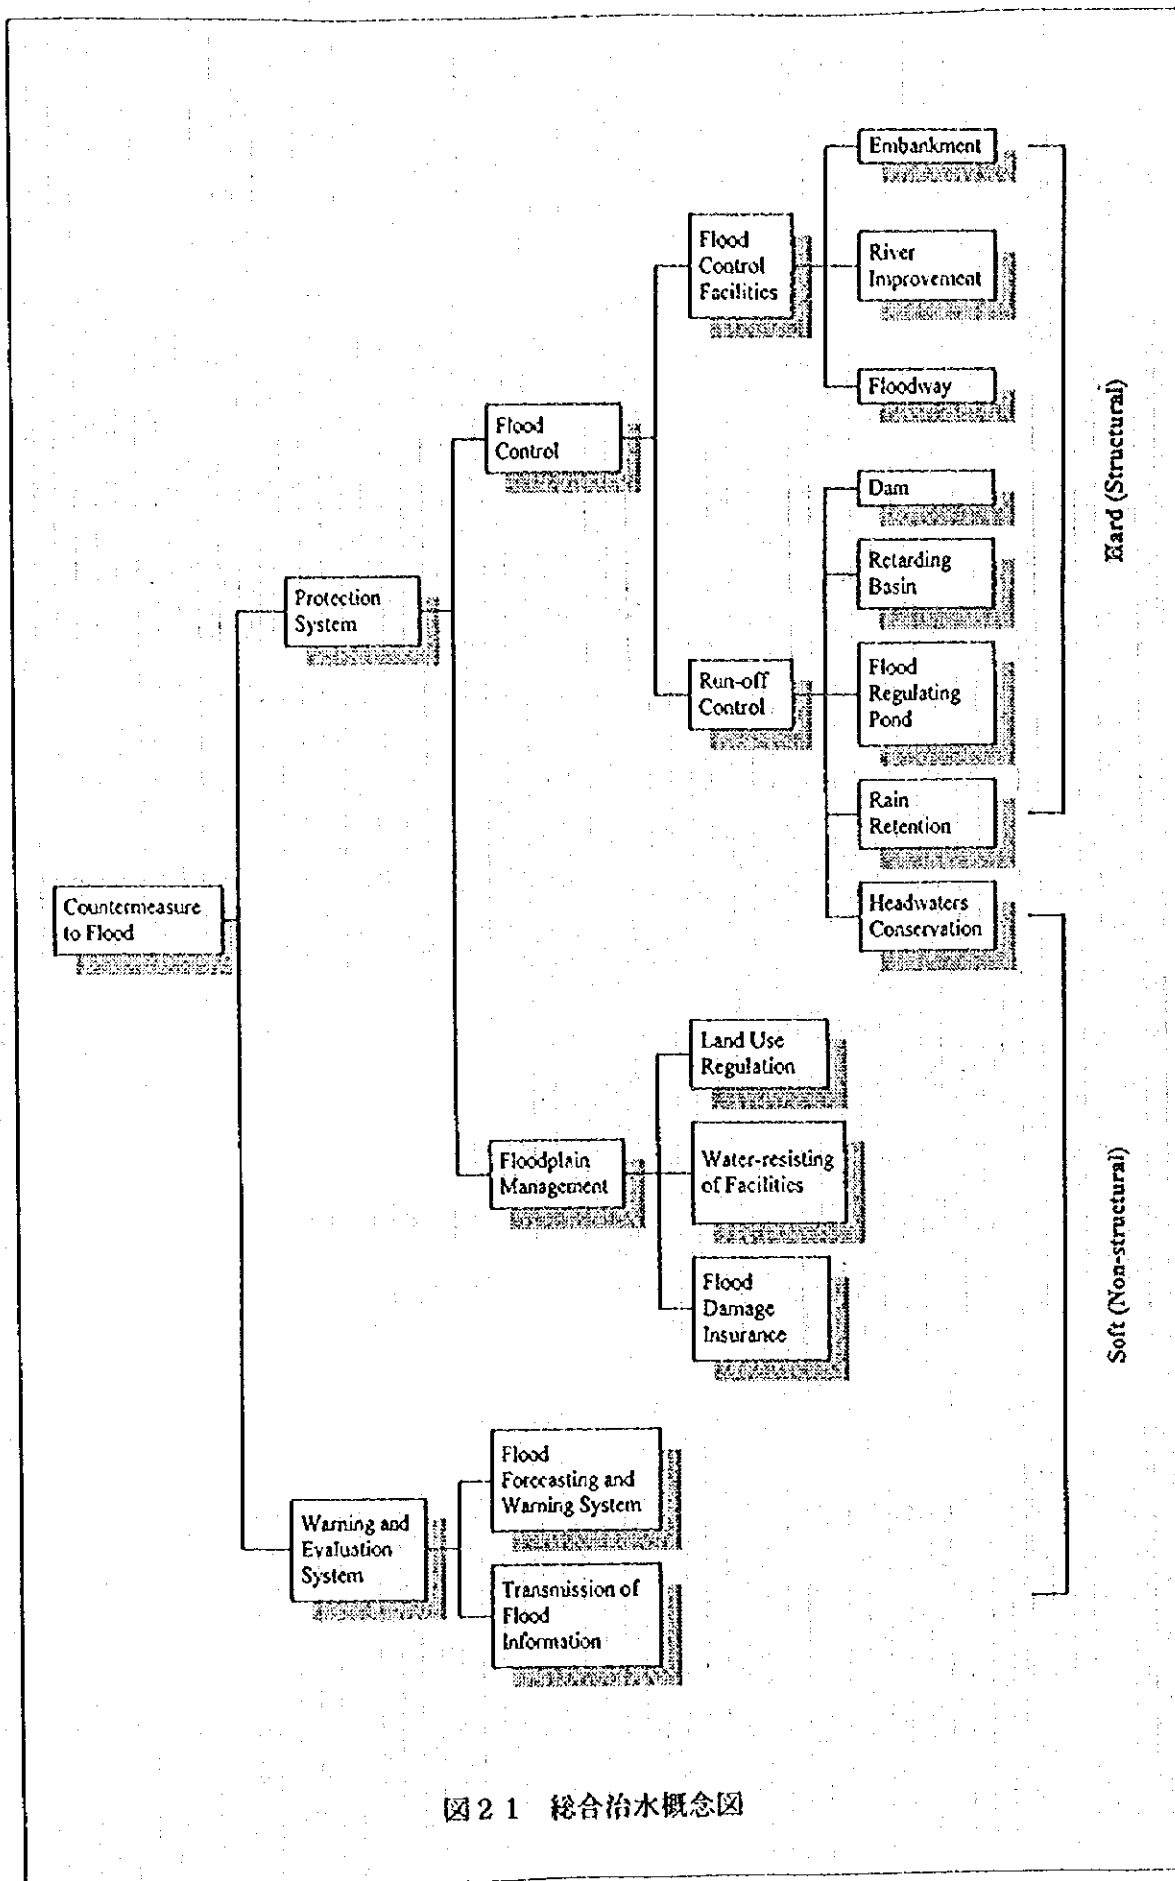 Countermeasure
to Flood
Protection
System
Flood
Control
Flood
Control
Facilities
Embankment
River
Improvement
Floodway
Run-off
Control
Dam
Retarding
Basin
Flood
Regulating
Pond
Rain
Retention
Headwaters
Conservation
Floodplain
Management
Land Use
Regulation
Water-resisting
of Facilities
Flood
Damage
Insurance
Warning and
Evaluation
System
Flood
Forecasting and
Warning System
Transmission of
Flood
Information
Hard (Structural)
Soft (Non-structural)
図21 総合治水概念図